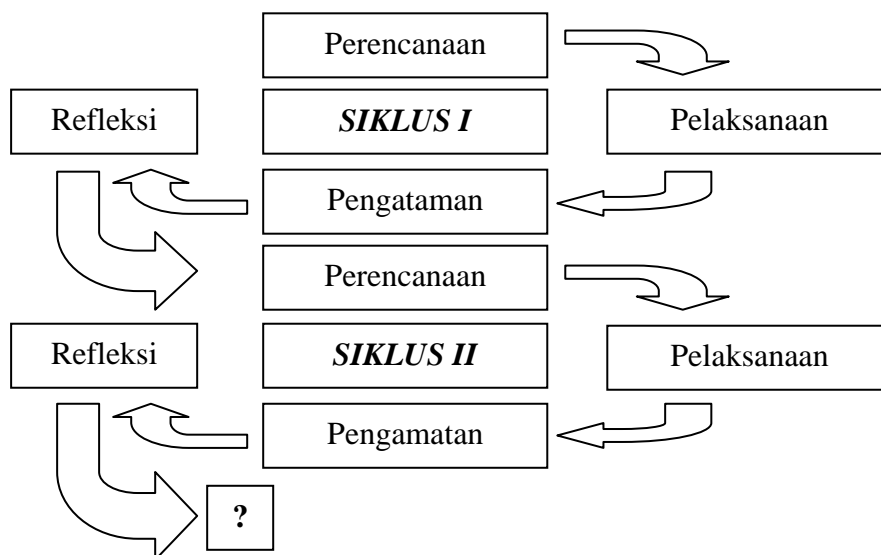 Perencanaan
Refleksi
SIKLUS I
Pelaksanaan
Pengataman
Perencanaan
Refleksi
SIKLUS II
Pelaksanaan
Pengamatan
?